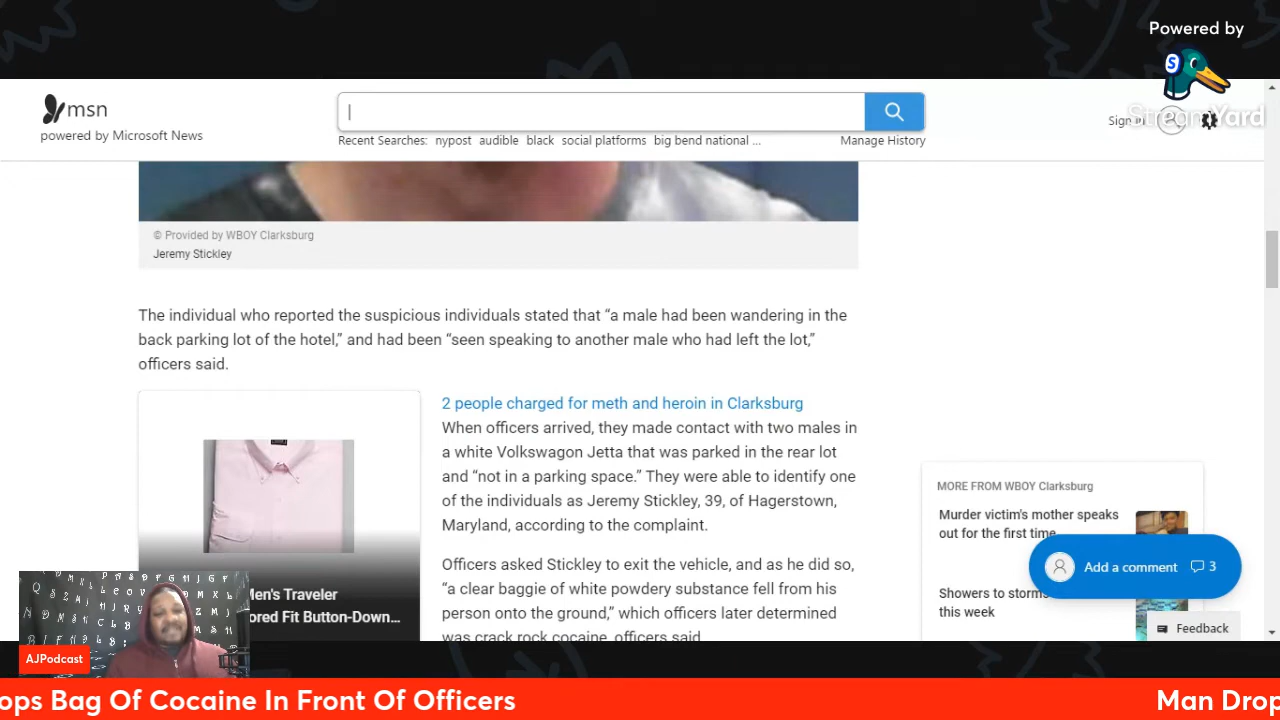 Powered by
StreamYard
msn
powered by Microsoft News
Recent Searches: nypost audible black social platforms big bend national ...
Manage History
Sign in
© Provided by WBOY Clarksburg
Jeremy Stickley
The individual who reported the suspicious individuals stated that “a male had been wandering in the
back parking lot of the hotel,” and had been “seen speaking to another male who had left the lot,”
officers said.
2 people charged for meth and heroin in Clarksburg
When officers arrived, they made contact with two males in
a white Volkswagon Jetta that was parked in the rear lot
and “not in a parking space.” They were able to identify one
of the individuals as Jeremy Stickley, 39, of Hagerstown,
Maryland, according to the complaint.
Officers asked Stickley to exit the vehicle, and as he did so,
“a clear baggie of white powdery substance fell from his
person onto the ground,” which officers later determined
was crack rock cocaine, officers said
Men's Traveler
ored Fit Button-Down...
MORE FROM WBOY Clarksburg
Murder victim's mother speaks
out for the first time
Showers to storms
this week
Add a comment 3
Feedback
AJPodcast
ops Bag Of Cocaine In Front Of Officers
Man Drop